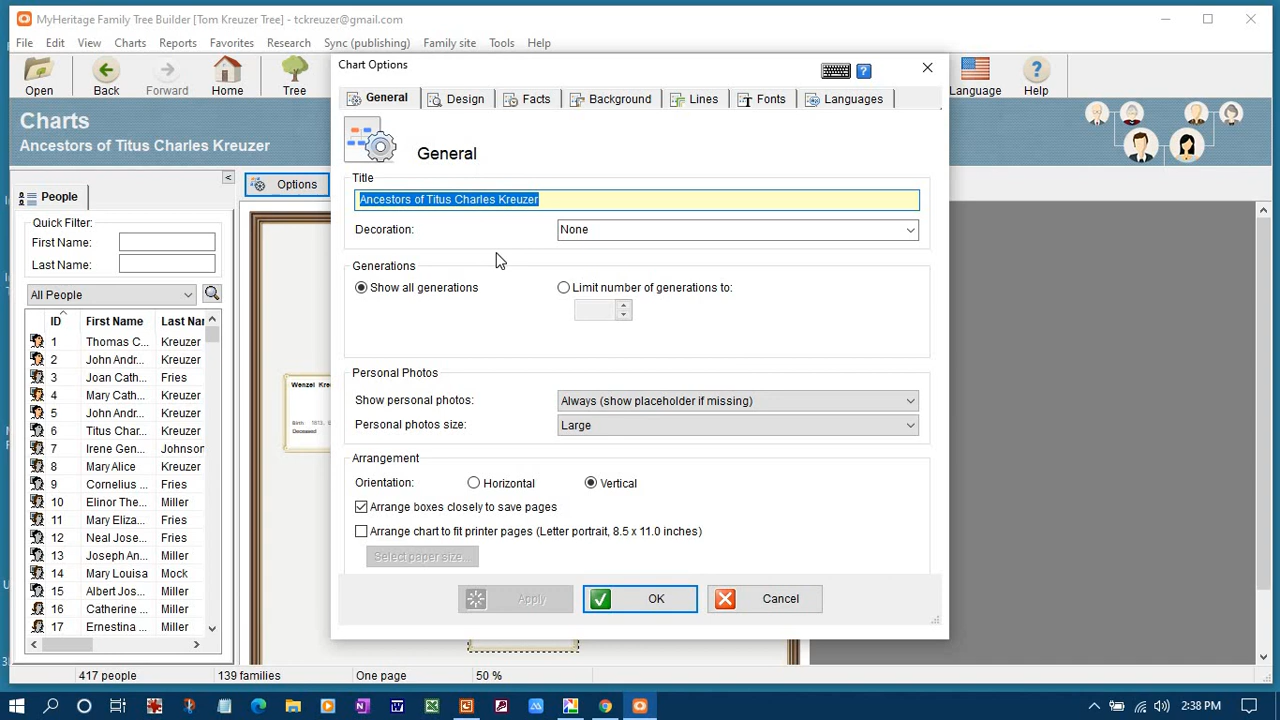 MyHeritage Family Tree Builder [Tom Kreuzer Tree] - tckreuzer@gmail.com
File Edit View Charts Reports Favorites Research Sync (publishing) Family site Tools Help
Open Back Forward Home Tree Language Help
Charts
Ancestors of Titus Charles Kreuzer
People
Quick Filter:
First Name:
Last Name:
All People
ID First Name Last Nar
1 Thomas C... Kreuzer
2 John Andr... Kreuzer
3 Joan Cath... Fries
4 Mary Cath... Kreuzer
5 John Andr... Kreuzer
6 Titus Char... Kreuzer
7 Irene Gen... Johnson
8 Mary Alice Kreuzer
9 Cornelius ... Fries
10 Elinor The... Miller
11 Mary Eliza... Fries
12 Neal Jose... Fries
13 Joseph An... Miller
14 Mary Louisa Mock
15 Albert Jos... Miller
16 Catherine ... Miller
17 Ernestina ... Miller
417 people 139 families One page 50 %
Options
Wenzel Kre
Birth 1813,
Deceased
Chart Options
General Design Facts Background Lines Fonts Languages
General
Title
Ancestors of Titus Charles Kreuzer
Decoration: None
Generations
Show all generations Limit number of generations to:
Personal Photos
Show personal photos: Always (show placeholder if missing)
Personal photos size: Large
Arrangement
Orientation: Horizontal Vertical
Arrange boxes closely to save pages
Arrange chart to fit printer pages (Letter portrait, 8.5 x 11.0 inches)
Select paper size...
Apply OK Cancel
2:38 PM